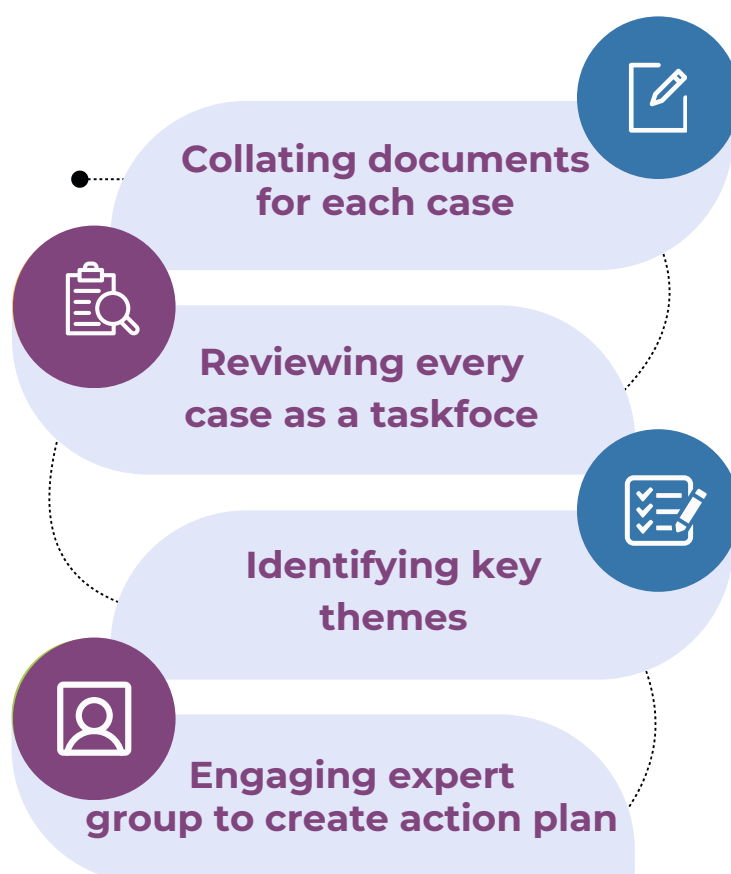 Collating documents
for each case
Reviewing every
case as a taskfoce
Identifying key
themes
Engaging expert
group to create action plan